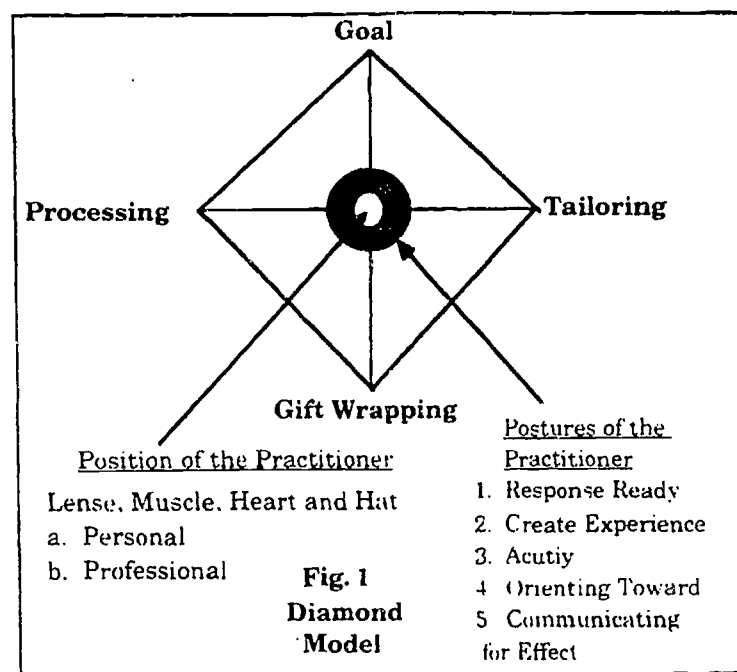 Goal
Processing
Tailoring
Gift Wrapping
Position of the Practitioner
Lense, Muscle, Heart and Hat
a. Personal
b. Professional
Fig. 1
Diamond
Model
Postures of the
Practitioner
1. Response Ready
2. Create Experience
3. Acutiy
4 Orienting Toward
5 Communicating
for Effect